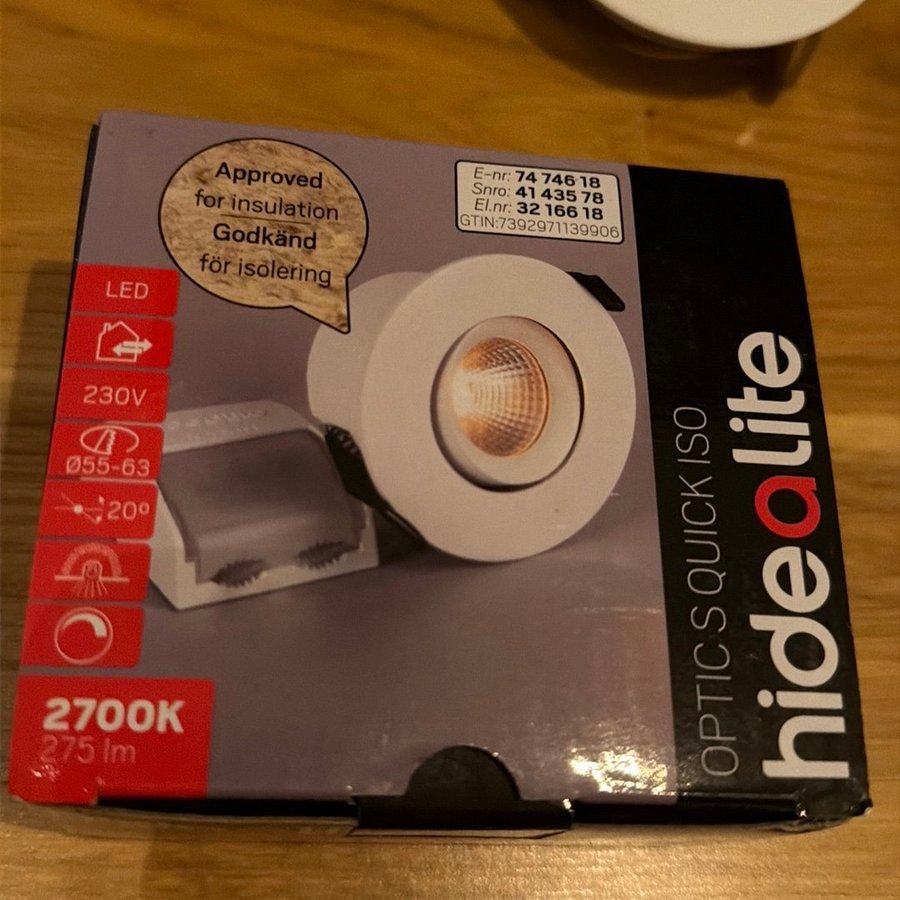 Approved
for insulation
Godkänd
för isolering
E-nr: 74 746 18
Snro: 41 435 78
El.nr: 32 166 18
GTIN:7392971139906
LED
230V
Ø55-63
20°
2700K
275 lm
OPTIC S QUICK ISO
hidealite